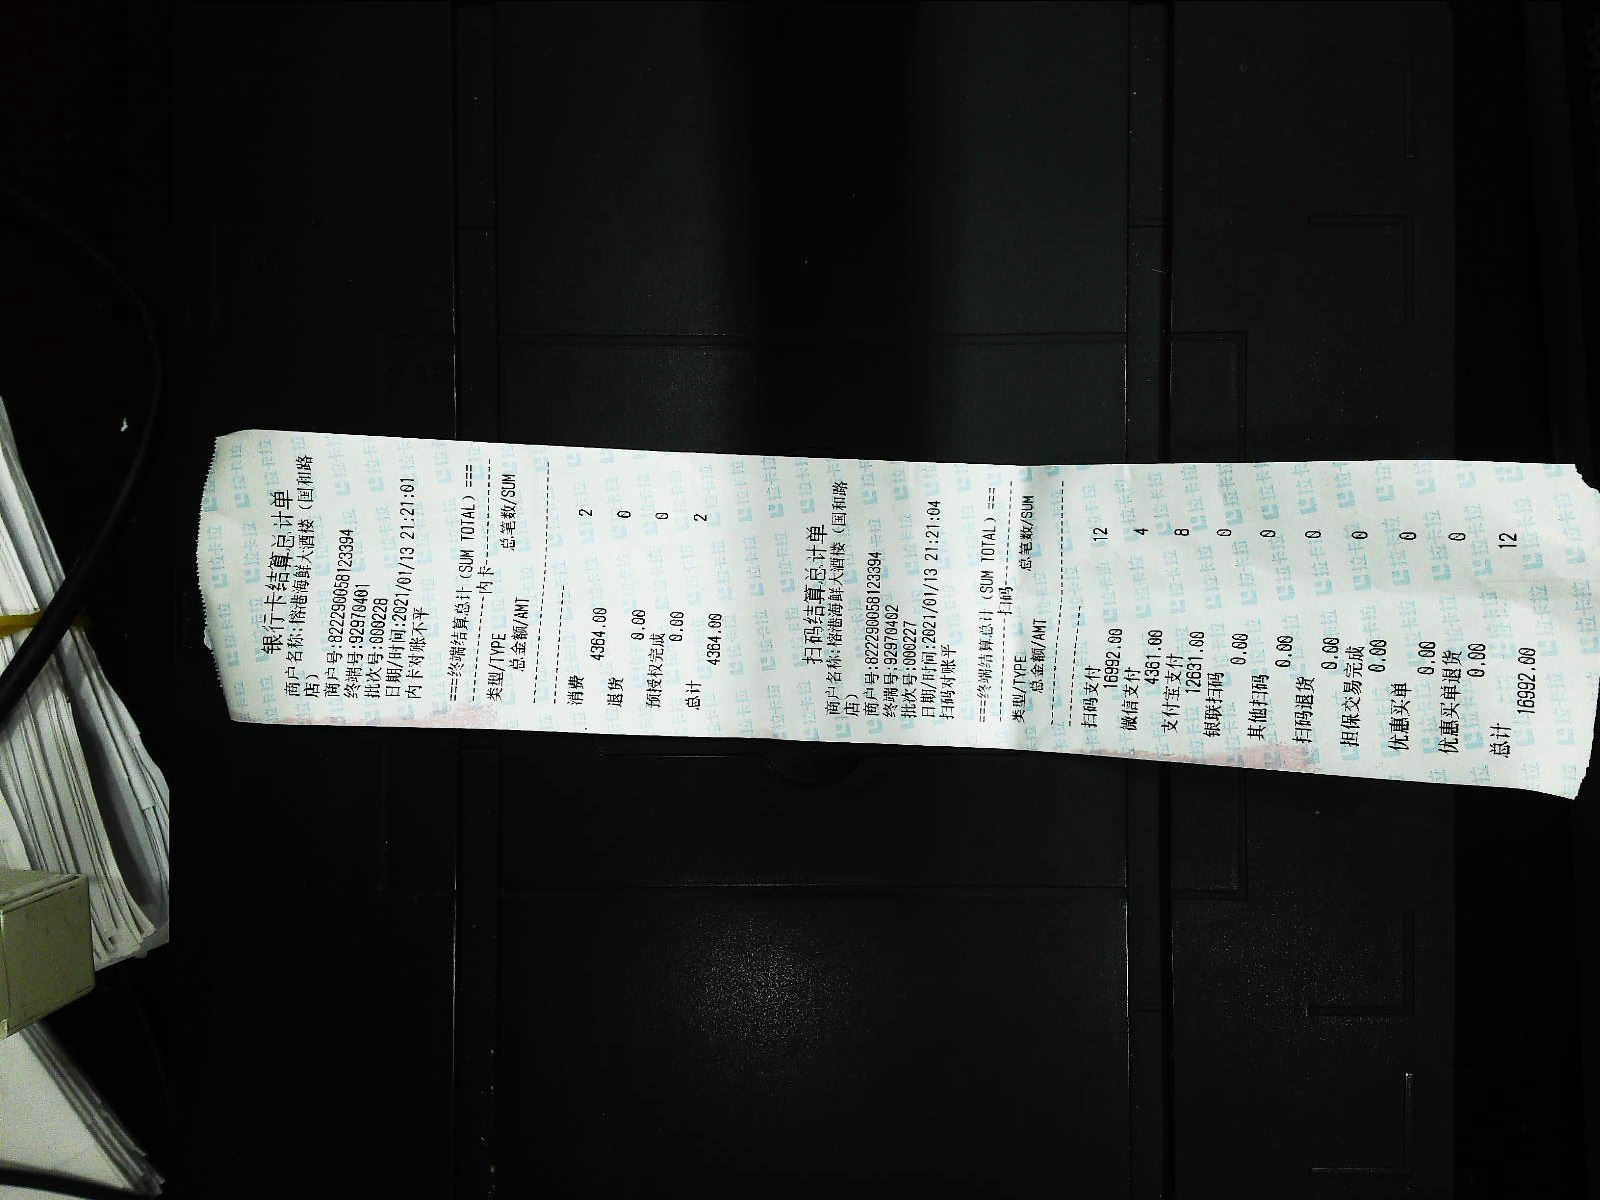 银行卡结算总计单
商户名称:榕港海鲜大酒楼（国和路
店）
商户号:822290058123394
终端号:92970401
批次号:000228
日期/时间:2021/01/13 21:21:01
内卡对账不平
===终端结算总计(SUM TOTAL)===
--------内卡--------
类型/TYPE 总笔数/SUM
总金额/AMT
消费 2
4364.00
退货 0
0.00
预授权完成 0
0.00
总计 2
4364.00
扫码结算总计单
商户名称:榕港海鲜大酒楼（国和路
店）
商户号:822290058123394
终端号:92970402
批次号:000227
日期/时间:2021/01/13 21:21:04
扫码对账平
===终端结算总计(SUM TOTAL)===
--------扫码--------
类型/TYPE 总笔数/SUM
总金额/AMT
扫码支付 12
16992.00
微信支付 4
4361.00
支付宝支付 8
12631.00
银联扫码 0
0.00
其他扫码 0
0.00
扫码退货 0
0.00
担保交易完成 0
0.00
优惠买单 0
0.00
优惠买单退货 0
0.00
总计 12
16992.00
拉卡拉